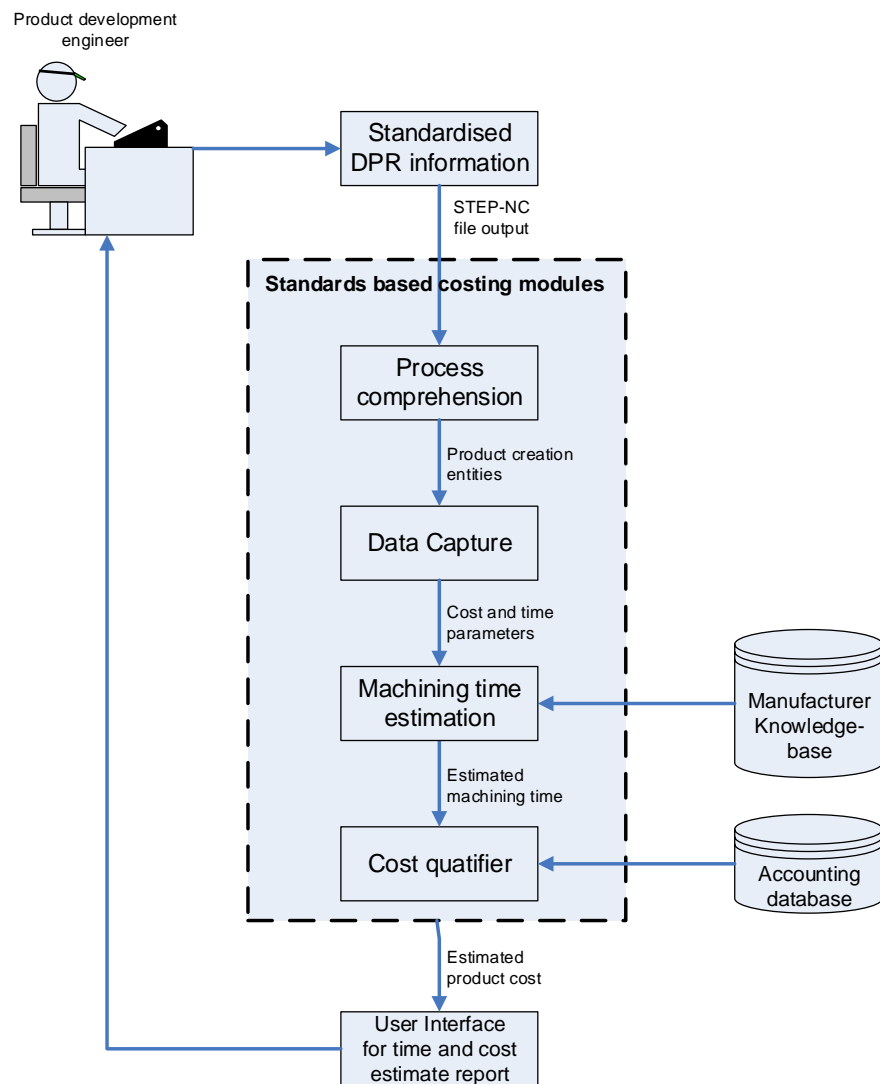 Product development
engineer
Standardised
DPR information
STEP-NC
file output
Standards based costing modules
Process
comprehension
Product creation
entities
Data Capture
Cost and time
parameters
Machining time
estimation
Manufacturer
Knowledge-
base
Estimated
machining time
Cost quatifier
Accounting
database
Estimated
product cost
User Interface
for time and cost
estimate report